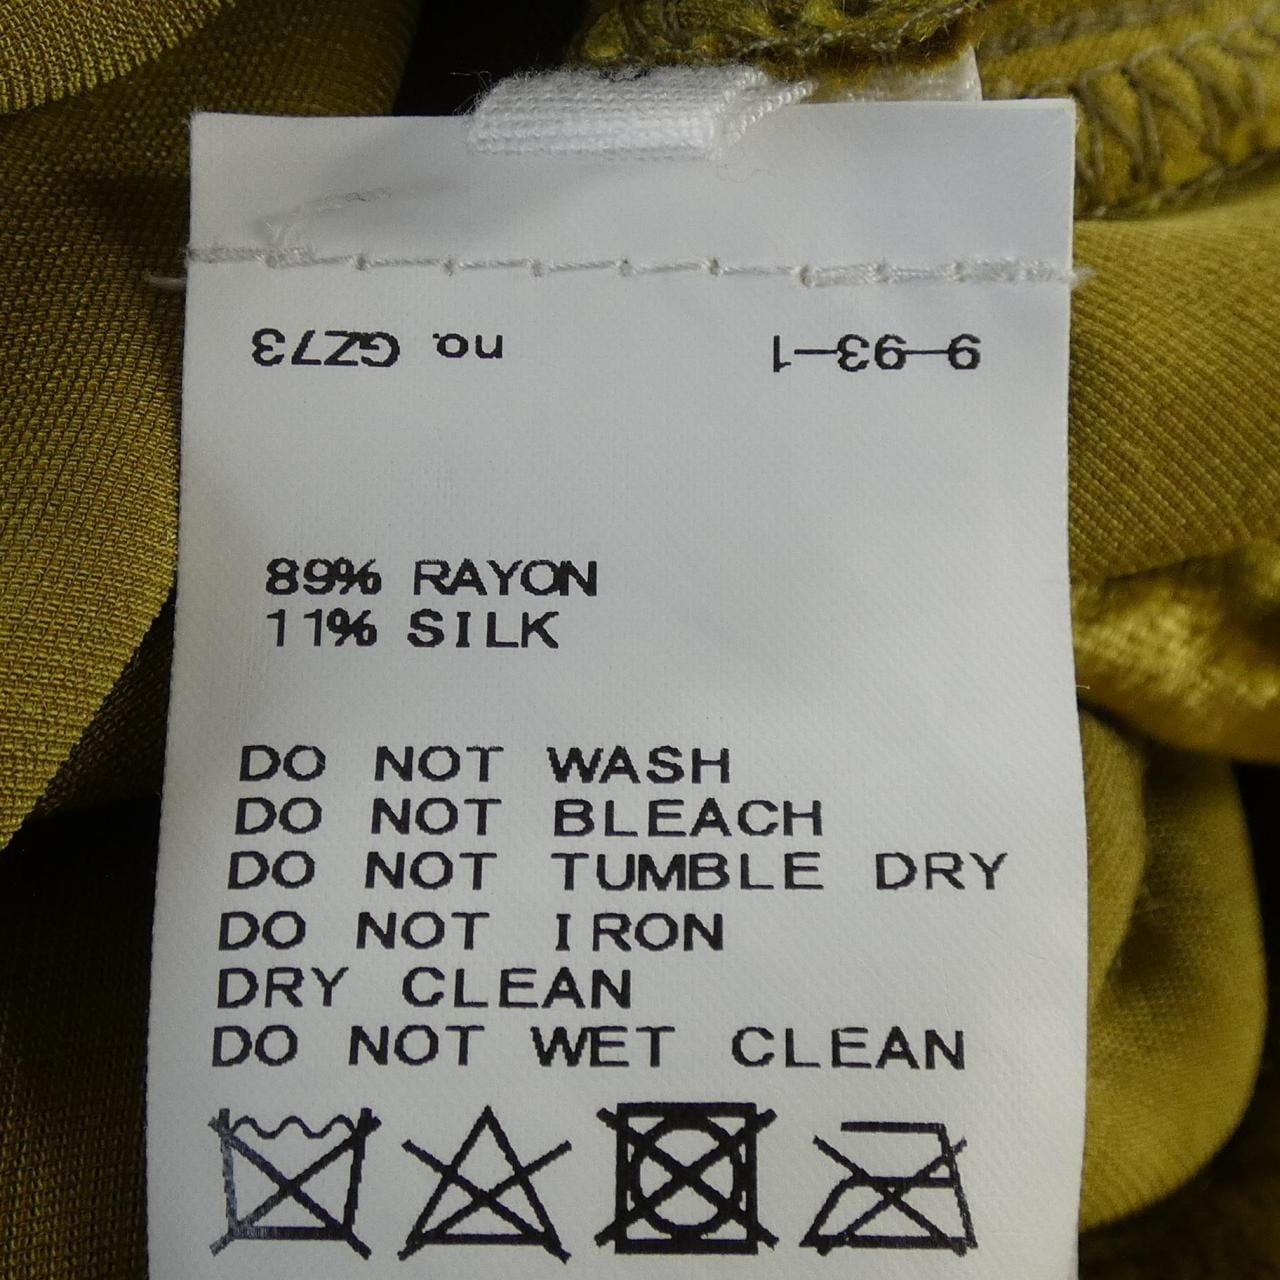 9-93-1 no. GZ73
89% RAYON
11% SILK
DO NOT WASH
DO NOT BLEACH
DO NOT TUMBLE DRY
DO NOT IRON
DRY CLEAN
DO NOT WET CLEAN